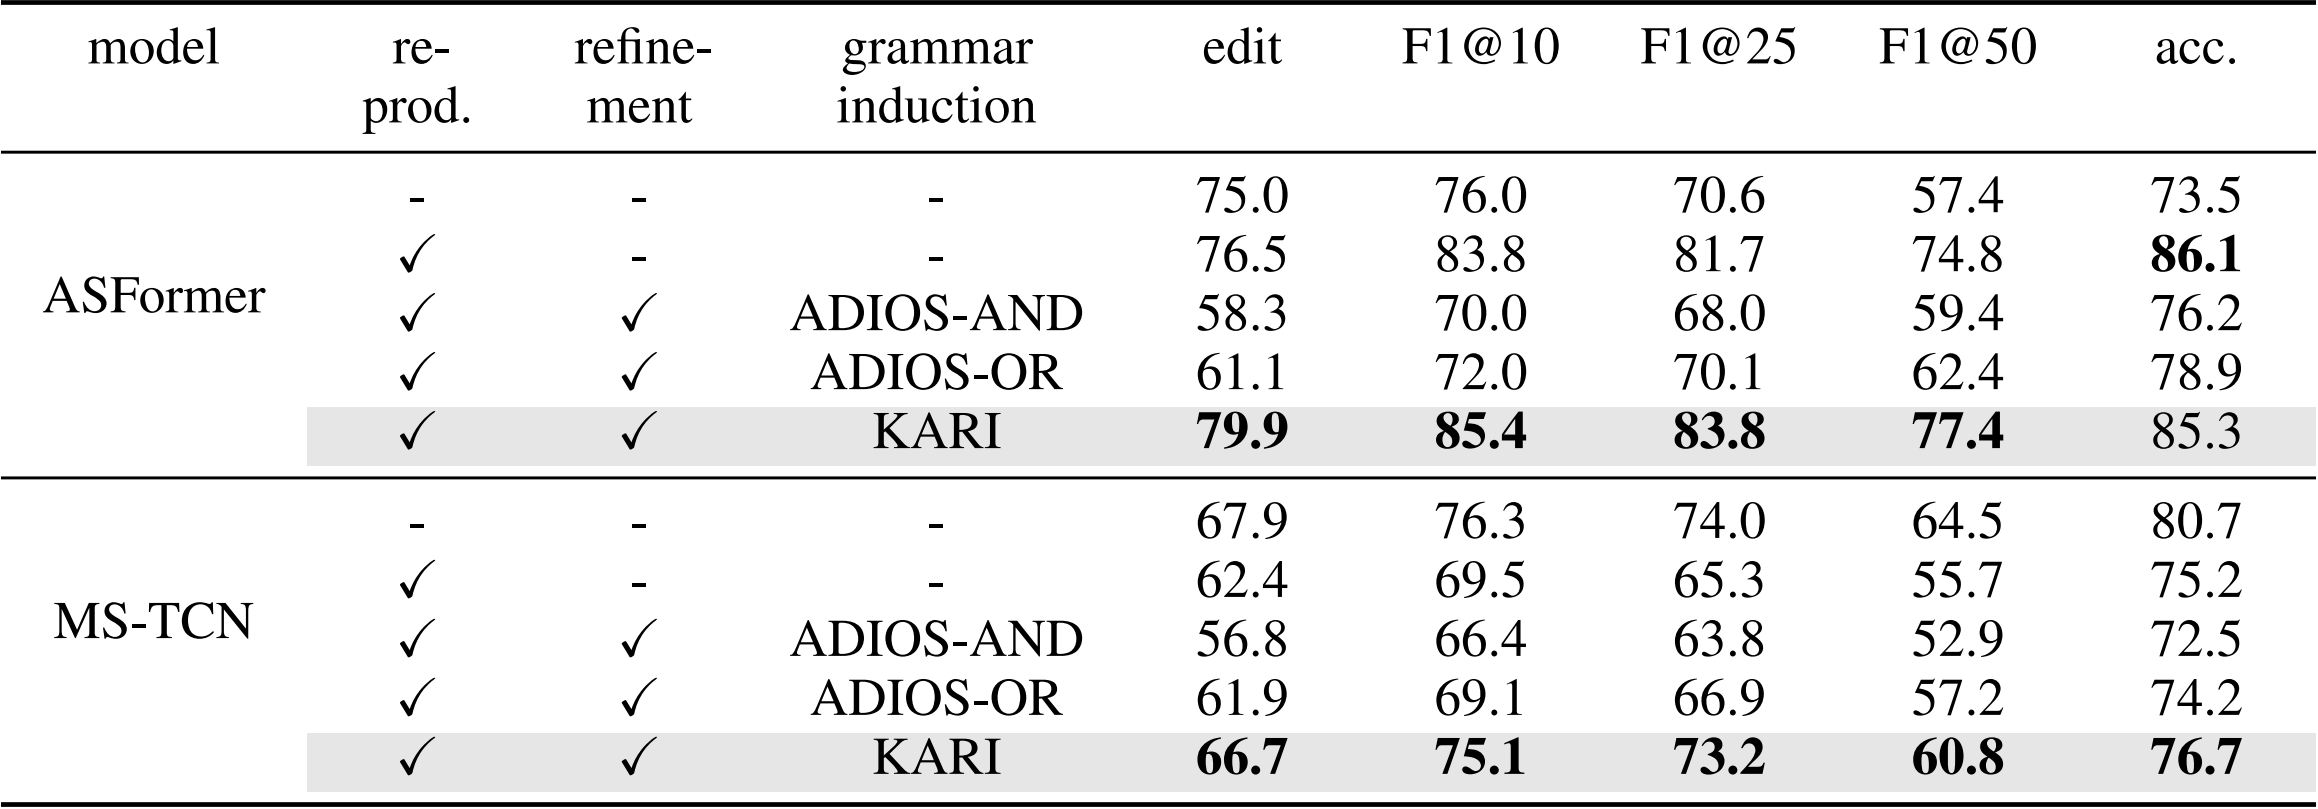 model re- refine- grammar edit F1@10 F1@25 F1@50 acc.
prod. ment induction
- - - 75.0 76.0 70.6 57.4 73.5
✓ - - 76.5 83.8 81.7 74.8 86.1
ASFormer ✓ ✓ ADIOS-AND 58.3 70.0 68.0 59.4 76.2
✓ ✓ ADIOS-OR 61.1 72.0 70.1 62.4 78.9
✓ ✓ KARI 79.9 85.4 83.8 77.4 85.3
- - - 67.9 76.3 74.0 64.5 80.7
✓ - - 62.4 69.5 65.3 55.7 75.2
MS-TCN ✓ ✓ ADIOS-AND 56.8 66.4 63.8 52.9 72.5
✓ ✓ ADIOS-OR 61.9 69.1 66.9 57.2 74.2
✓ ✓ KARI 66.7 75.1 73.2 60.8 76.7